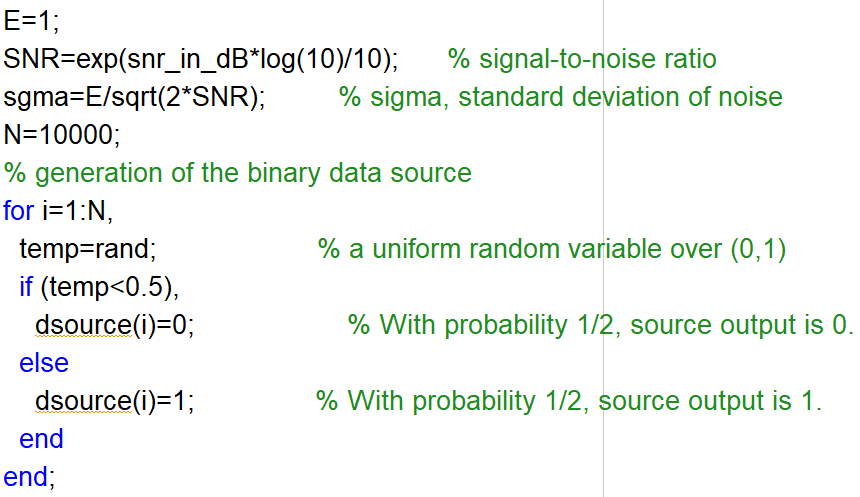 E=1;
SNR=exp(snr_in_dB*log(10)/10); % signal-to-noise ratio
sgma=E/sqrt(2*SNR); % sigma, standard deviation of noise
N=10000;
% generation of the binary data source
for i=1:N,
temp=rand; % a uniform random variable over (0,1)
if (temp<0.5),
dsource(i)=0; % With probability 1/2, source output is 0.
else
dsource(i)=1; % With probability 1/2, source output is 1.
end
end;